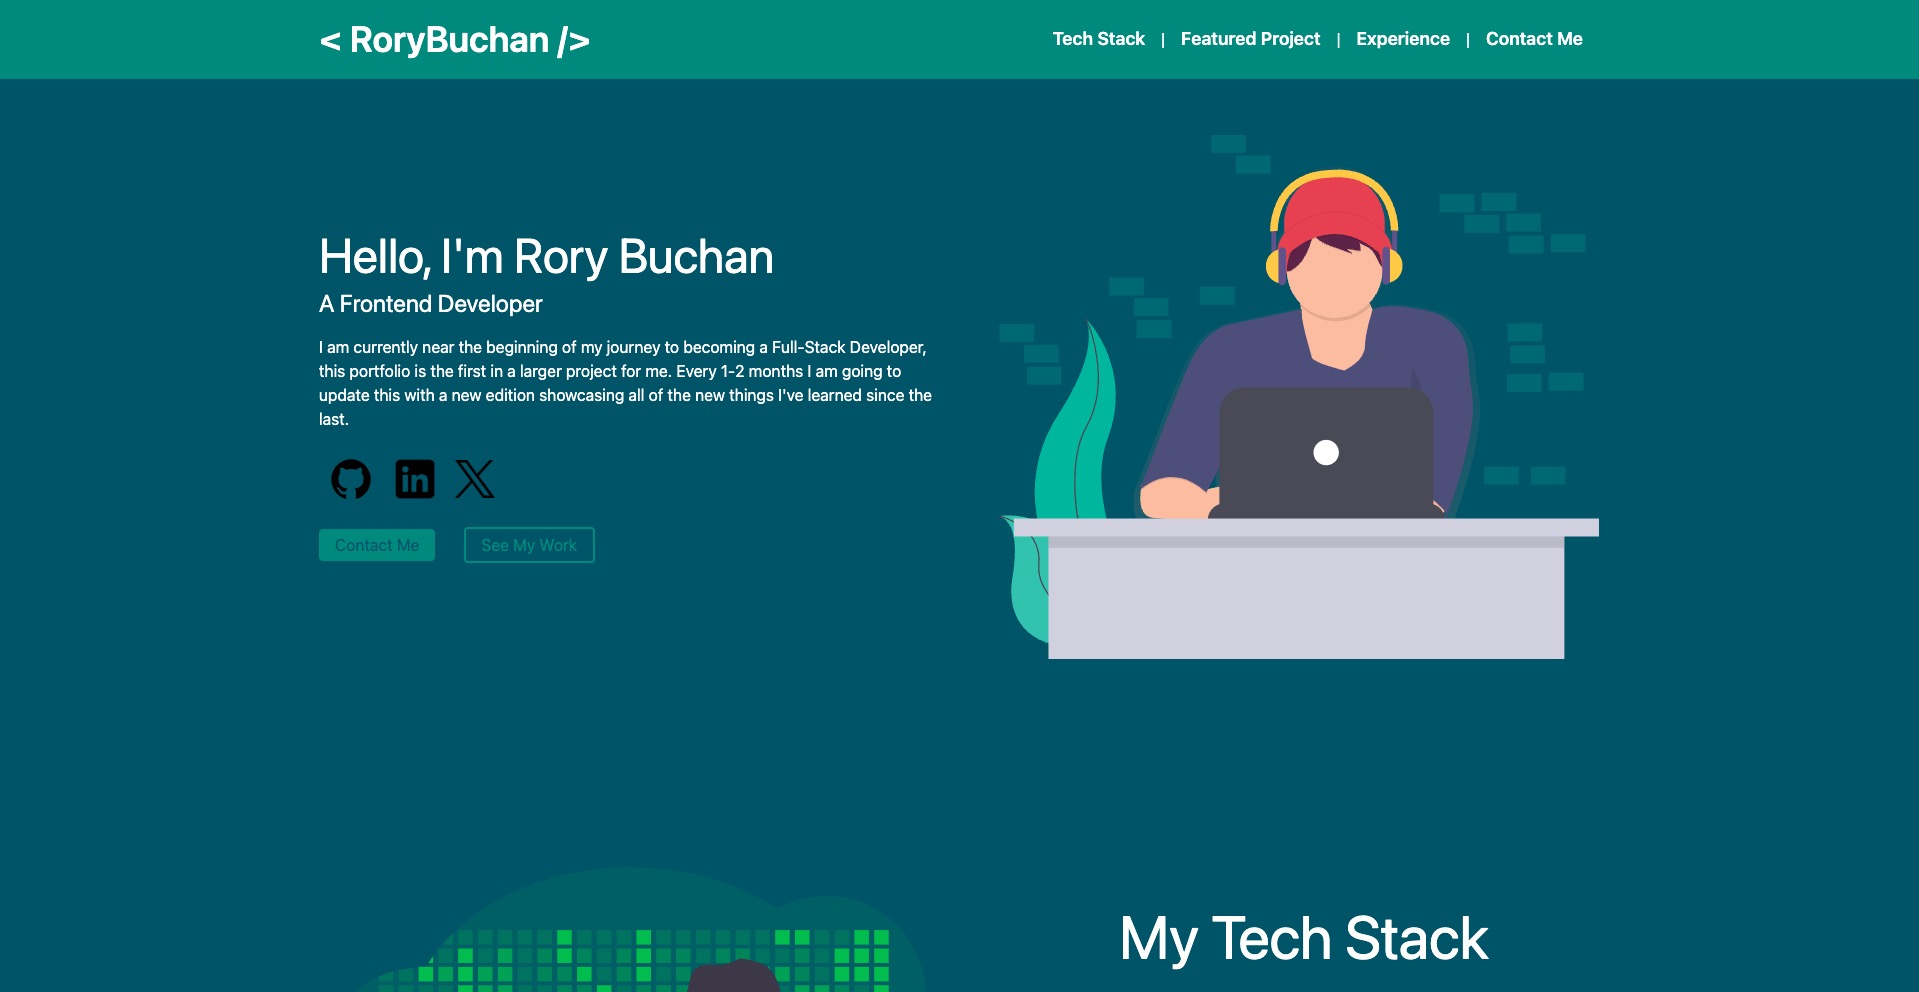 < RoryBuchan />
Tech Stack | Featured Project | Experience | Contact Me
Hello, I'm Rory Buchan
A Frontend Developer
I am currently near the beginning of my journey to becoming a Full-Stack Developer,
this portfolio is the first in a larger project for me. Every 1-2 months I am going to
update this with a new edition showcasing all of the new things I've learned since the
last.
in
Contact Me
See My Work
My Tech Stack